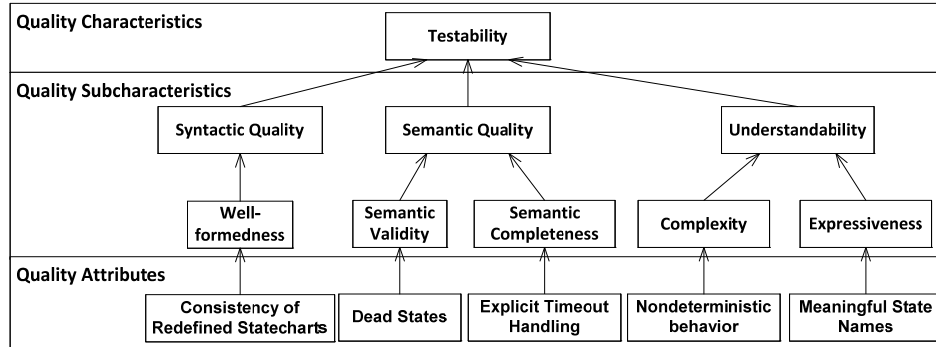 Quality Characteristics
Testability
Quality Subcharacteristics
Syntactic Quality
Semantic Quality
Understandability
Well-
formedness
Semantic
Validity
Semantic
Completeness
Complexity
Expressiveness
Quality Attributes
Consistency of
Redefined Statecharts
Dead States
Explicit Timeout
Handling
Nondeterministic
behavior
Meaningful State
Names